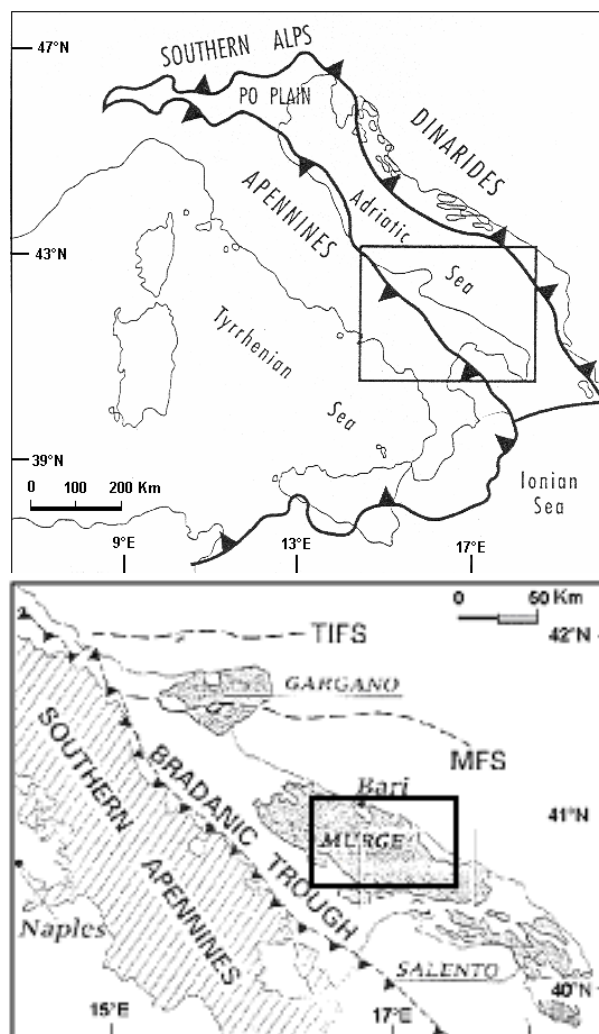 47°N
SOUTHERN ALPS
PO PLAIN
DINARIDES
APENNINES
Adriatic
Sea
43°N
Tyrrhenian
Sea
39°N
0 100 200 Km
Ionian
Sea
9°E 13°E 17°E
0 50 Km
TIFS
42°N
GARGANO
MFS
SOUTHERN
APENNINES
BRADANIC
TROUGH
Bari
41°N
MURGE
Naples
SALENTO
40°N
15°E 17°E